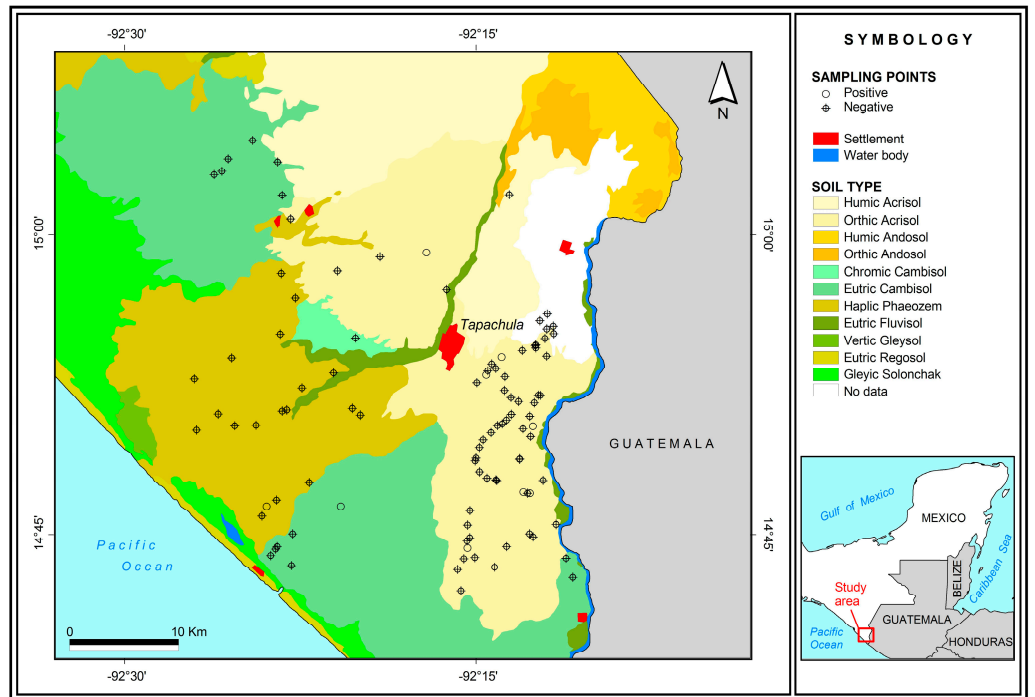 -92°30'
-92°15'
N
15°00'
15°00'
Tapachula
GUATEMALA
14°45'
14°45'
Pacific
Occan
0
10 Km
-92°30'
-92°15'
SYMBOLOGY
SAMPLING POINTS
Positive
Negative
Settlement
Water body
SOIL TYPE
Humic Acrisol
Orthic Acrisol
Humic Andosol
Orthic Andosol
Chromic Cambisol
Eutric Cambisol
Haplic Phaeozem
Eutric Fluvisol
Vertic Gleysol
Eutric Regosol
Gleyic Solonchak
No data
Gulf of Mexico
MEXICO
BELIZE
Caribbean Sea
Study
area
GUATEMALA
Pacific
Ocean
HONDURAS